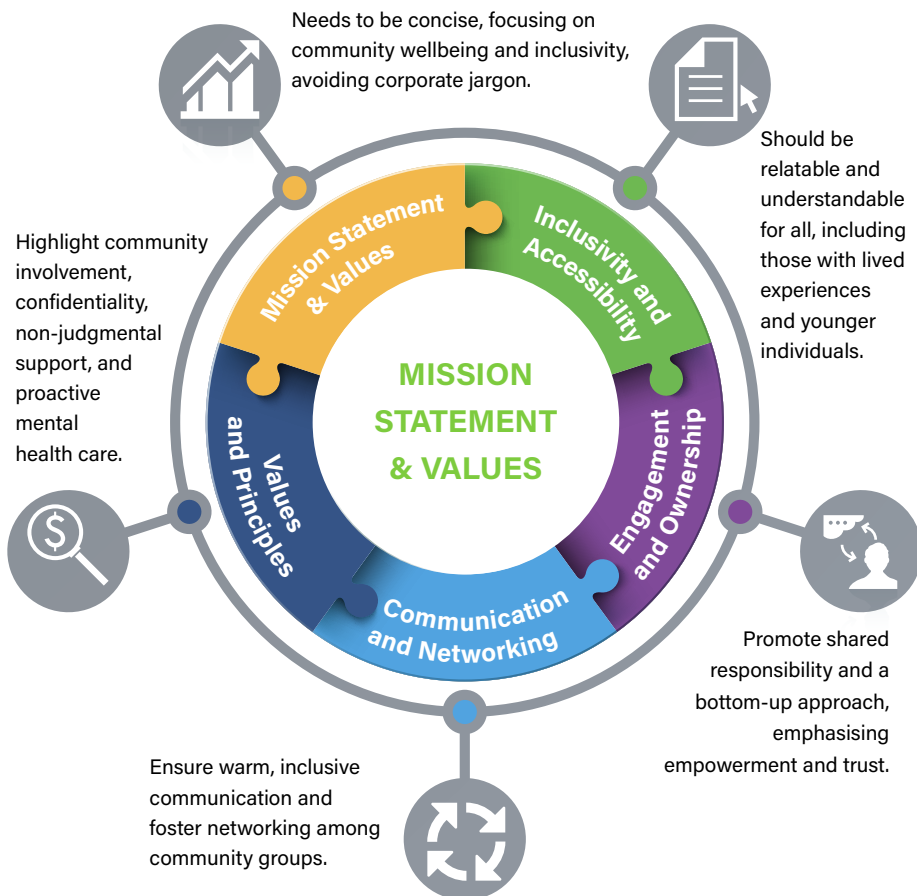 Needs to be concise, focusing on
community wellbeing and inclusivity,
avoiding corporate jargon.
Should be
relatable and
understandable
for all, including
those with lived
experiences
and younger
individuals.
Highlight community
involvement,
confidentiality,
non-judgmental
support, and
proactive
mental
health care.
Mission Statement
& Values
Inclusivity and
Accessibility
MISSION
STATEMENT
& VALUES
Values
and Principles
Engagement
and Ownership
Communication
and Networking
$
Promote shared
responsibility and a
bottom-up approach,
emphasising
empowerment and trust.
Ensure warm, inclusive
communication and
foster networking among
community groups.